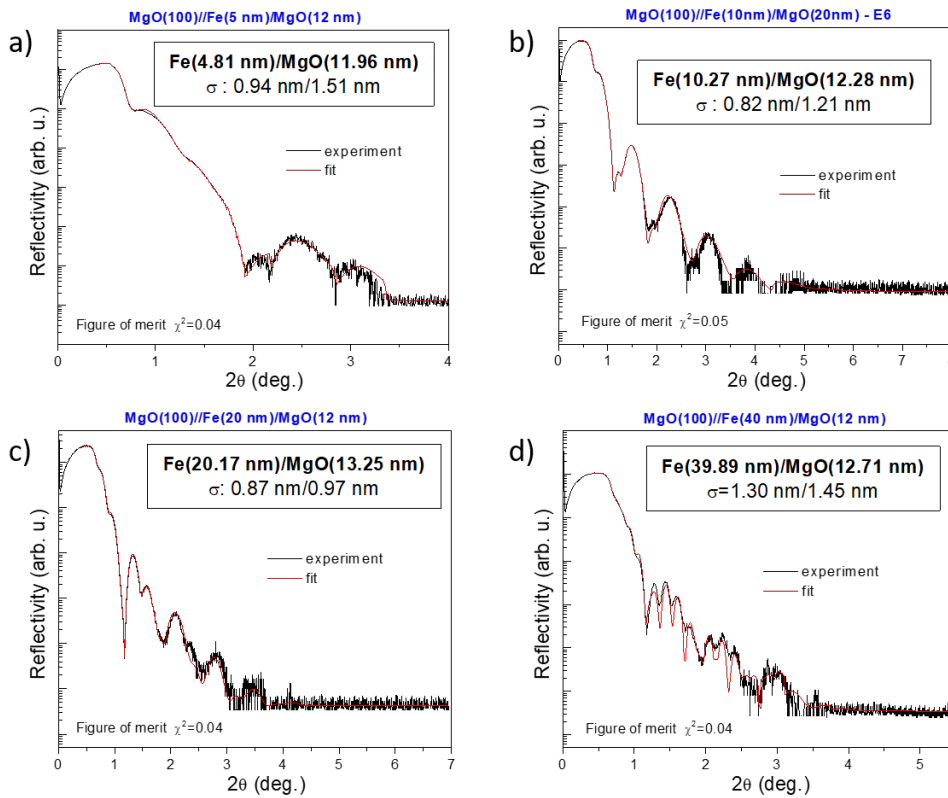 MgO(100)//Fe(5 nm)/MgO(12 nm)
a)
Fe(4.81 nm)/MgO(11.96 nm)
σ : 0.94 nm/1.51 nm
experiment
fit
Reflectivity (arb. u.)
Figure of merit χ²=0.04
0 1 2 3 4
2θ (deg.)
MgO(100)//Fe(10nm)/MgO(20nm) - E6
b)
Fe(10.27 nm)/MgO(12.28 nm)
σ : 0.82 nm/1.21 nm
experiment
fit
Reflectivity (arb. u.)
Figure of merit χ²=0.05
0 1 2 3 4 5 6 7
2θ (deg.)
MgO(100)//Fe(20 nm)/MgO(12 nm)
c)
Fe(20.17 nm)/MgO(13.25 nm)
σ: 0.87 nm/0.97 nm
experiment
fit
Reflectivity (arb. u.)
Figure of merit χ²=0.04
0 1 2 3 4 5 6 7
2θ (deg.)
MgO(100)//Fe(40 nm)/MgO(12 nm)
d)
Fe(39.89 nm)/MgO(12.71 nm)
σ=1.30 nm/1.45 nm
experiment
fit
Reflectivity (arb. u.)
Figure of merit χ²=0.04
0 1 2 3 4 5
2θ (deg.)